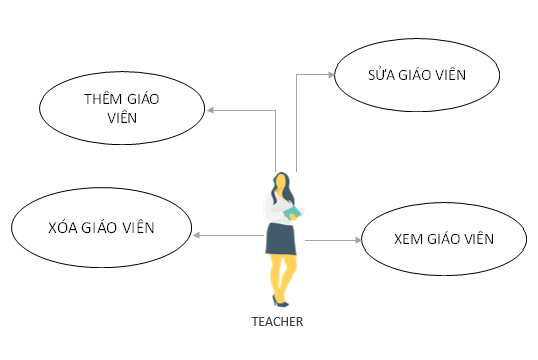 SỬA GIÁO VIÊN
THÊM GIÁO
VIÊN
XÓA GIÁO VIÊN
XEM GIÁO VIÊN
TEACHER